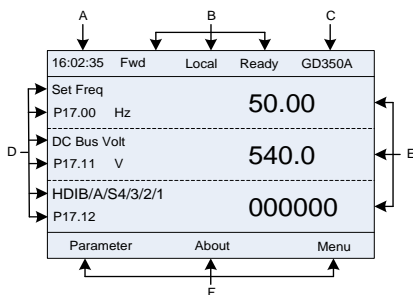 A B C
16:02:35 Fwd Local Ready GD350A
Set Freq
P17.00 Hz 50.00
DC Bus Volt
P17.11 V 540.0
D E
HDIB/A/S4/3/2/1
P17.12 000000
Parameter About Menu
F